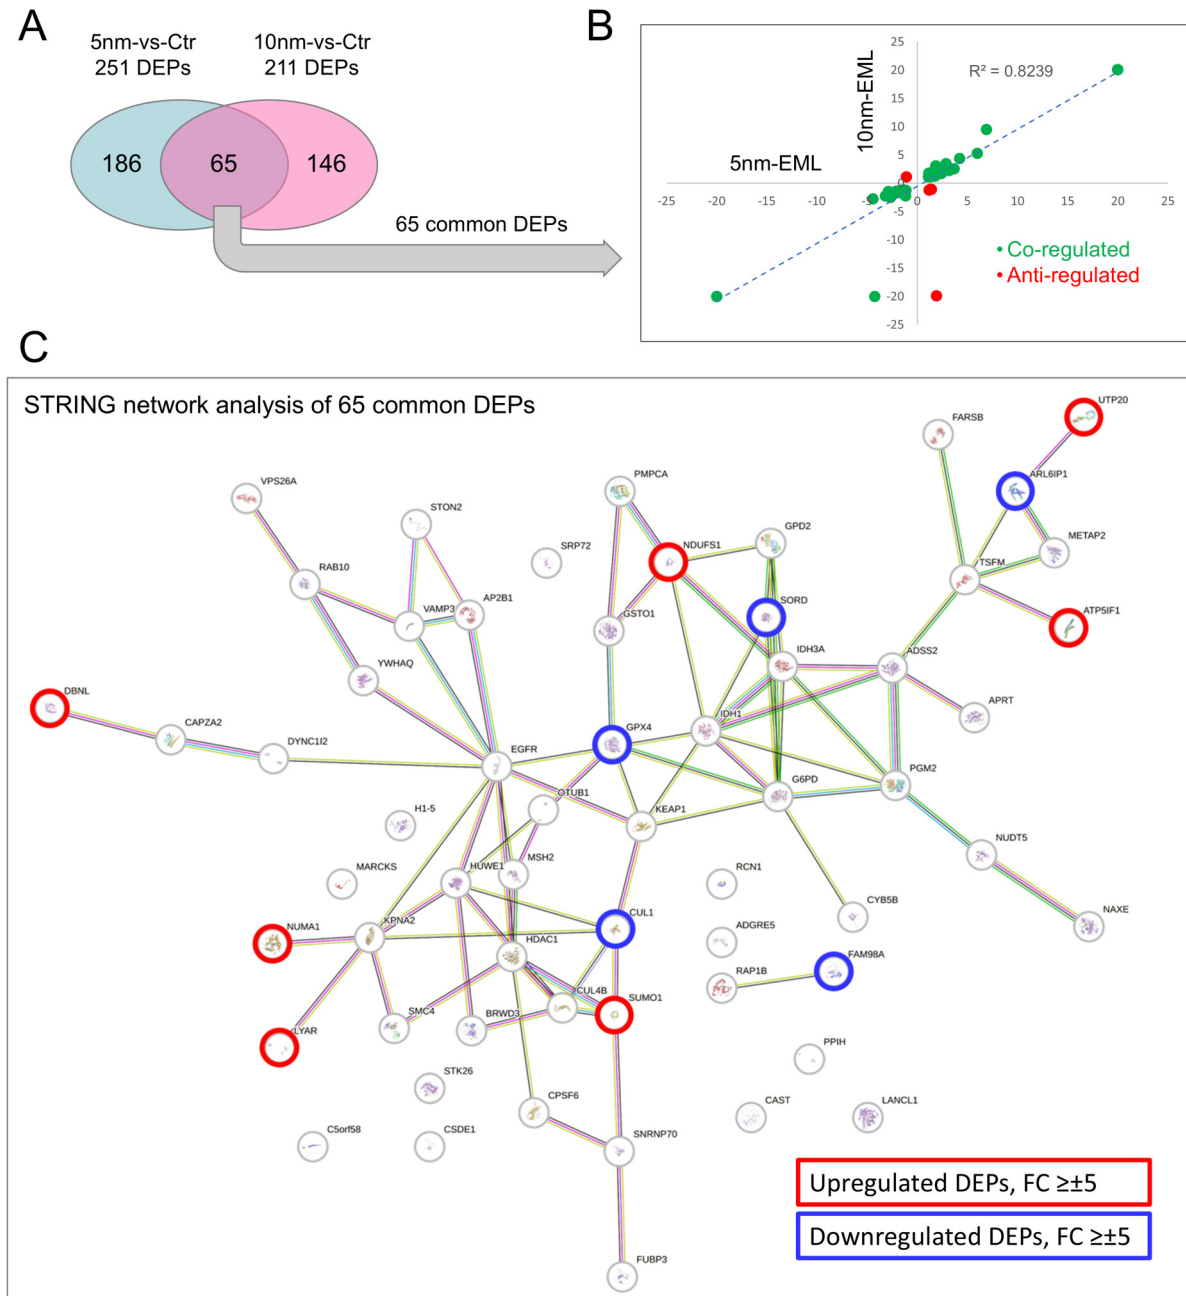 A
5nm-vs-Ctr
251 DEPs
10nm-vs-Ctr
211 DEPs
186
65
146
65 common DEPs
B
10nm-EML
5nm-EML
R² = 0.8239
25
20
15
10
5
0
-5
-10
-15
-20
-25
-25
-20
-15
-10
-5
0
5
10
15
20
25
• Co-regulated
• Anti-regulated
C
STRING network analysis of 65 common DEPs
UTP20
FARSB
ARL6IP1
VPS26A
PMPCA
STON2
GPD2
METAP2
SRP72
NDUFS1
TSFM
RAB10
SORD
VAMP3
AP2B1
GSTO1
ATP5IF1
IDH3A
ADSS2
YWHAQ
DBNL
APRT
CAPZA2
IDH1
GPX4
DYNC1I2
EGFR
G6PD
PGM2
OTUB1
KEAP1
H1-5
NUDT5
MSH2
HUWE1
MARCKS
RCN1
CYB5B
NAXE
CUL1
KPNA2
NUMA1
ADGRE5
HDAC1
FAM98A
RAP1B
CUL4B
SUMO1
SMC4
BRWD3
LYAR
PPIH
STK26
CPSF6
CAST
LANCL1
C5orf58
CSDE1
SNRNP70
FUBP3
Upregulated DEPs, FC ≥±5
Downregulated DEPs, FC ≥±5